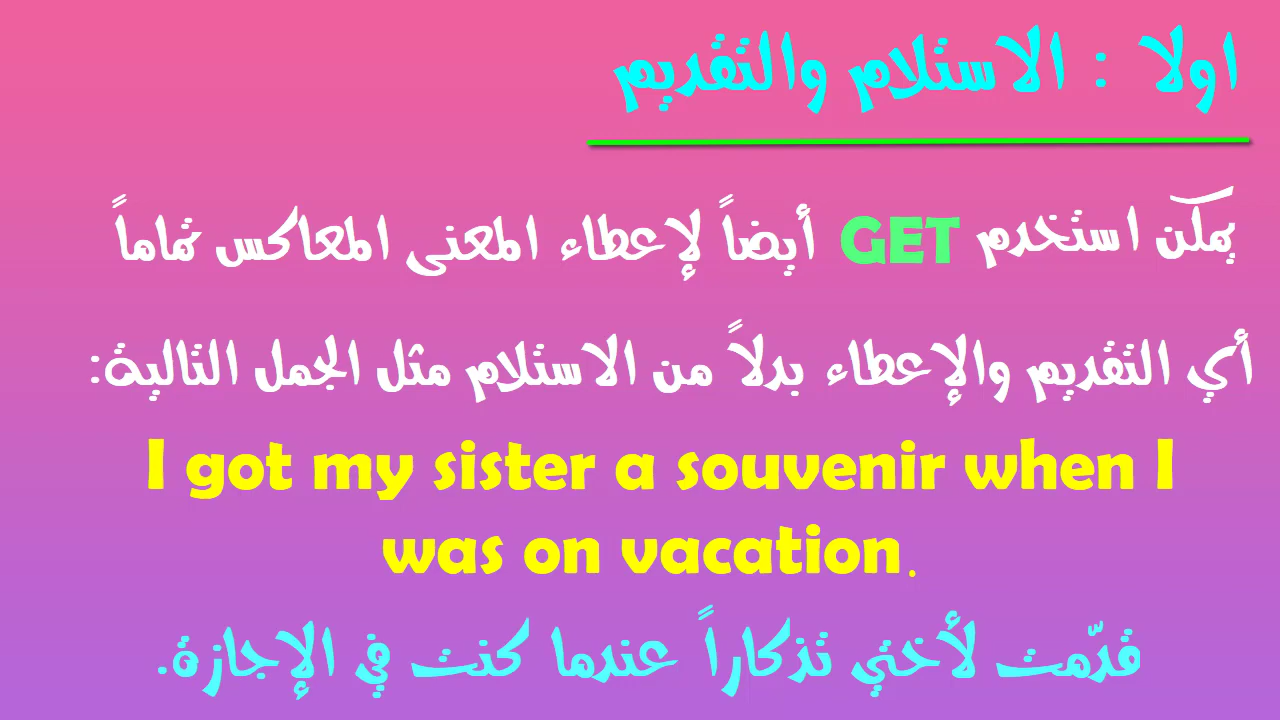 اولا : الاستلام والتقديم
يمكن استخدم GET أيضاً لإعطاء المعنى المعاكس تماماً
أي التقديم والإعطاء بدلاً من الاستلام مثل الجمل التالية:
I got my sister a souvenir when I
was on vacation.
قدّمت لأختي تذكاراً عندما كنت في الإجازة.